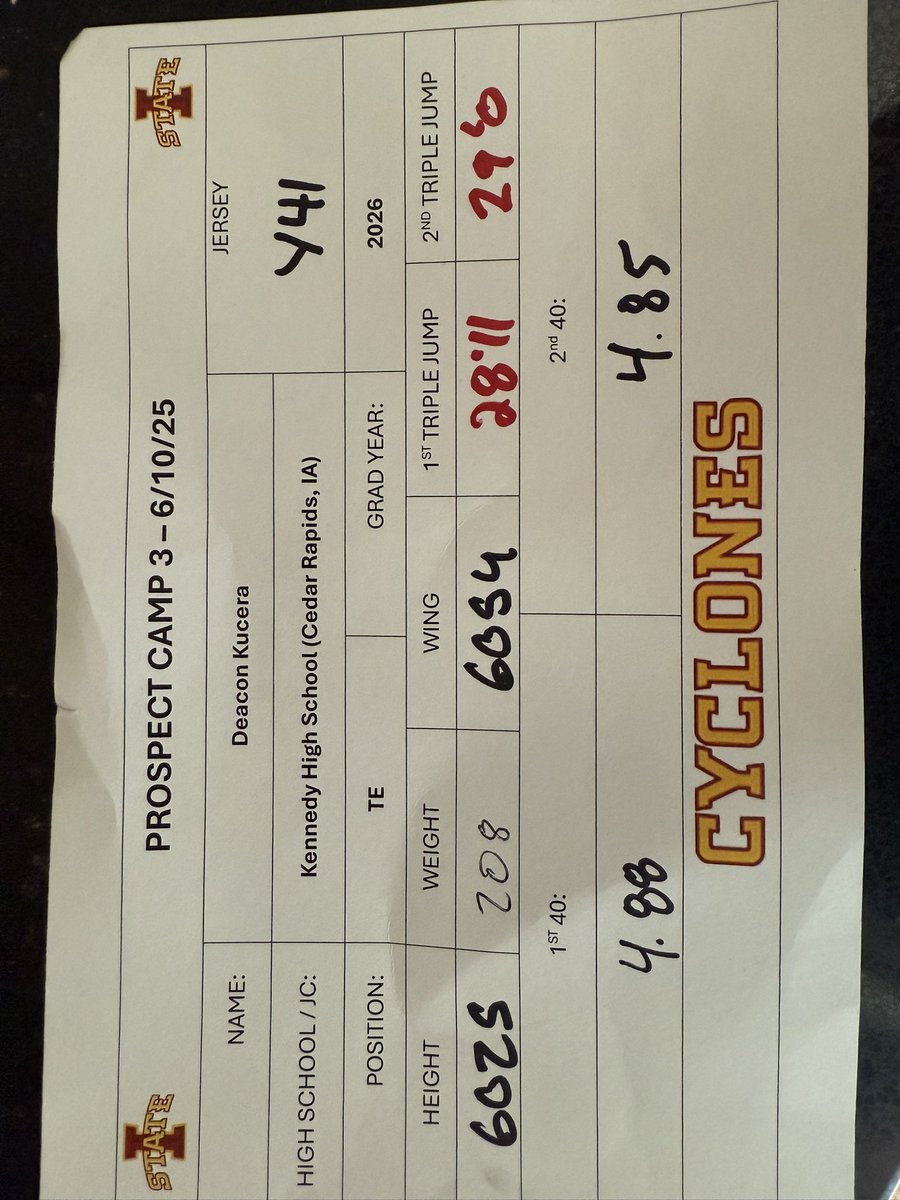 STATE
PROSPECT CAMP 3 – 6/10/25
STATE
NAME: Deacon Kucera JERSEY
HIGH SCHOOL / JC: Kennedy High School (Cedar Rapids, IA) Y41
POSITION: TE GRAD YEAR: 2026
HEIGHT WEIGHT WING 1ST TRIPLE JUMP 2ND TRIPLE JUMP
6025 208 6034 28'11 29'0
1ST 40: 2nd 40:
4.88 4.85
CYCLONES